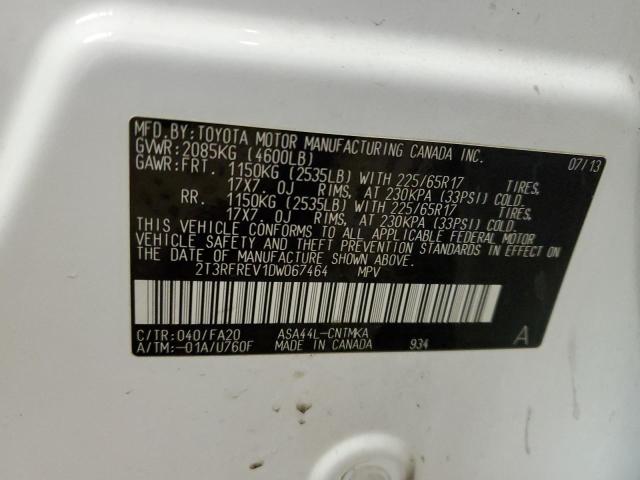 MFD.BY:TOYOTA MOTOR MANUFACTURING CANADA INC.
GVWR:2085KG (4600LB) 07/13
GAWR:FRT. 1150KG (2535LB) WITH 225/65R17 TIRES,
17X7.0J RIMS, AT 230KPA (33PSI) COLD.
RR. 1150KG (2535LB) WITH 225/65R17 TIRES,
17X7.0J RIMS, AT 230KPA (33PSI) COLD.
THIS VEHICLE CONFORMS TO ALL APPLICABLE FEDERAL MOTOR
VEHICLE SAFETY AND THEFT PREVENTION STANDARDS IN EFFECT ON
THE DATE OF MANUFACTURE SHOWN ABOVE.
2T3RFREV1DW067464 MPV
C/TR:040/FA20 ASA44L-CNTMKA
A/TM:-01A/U760F MADE IN CANADA 934 A